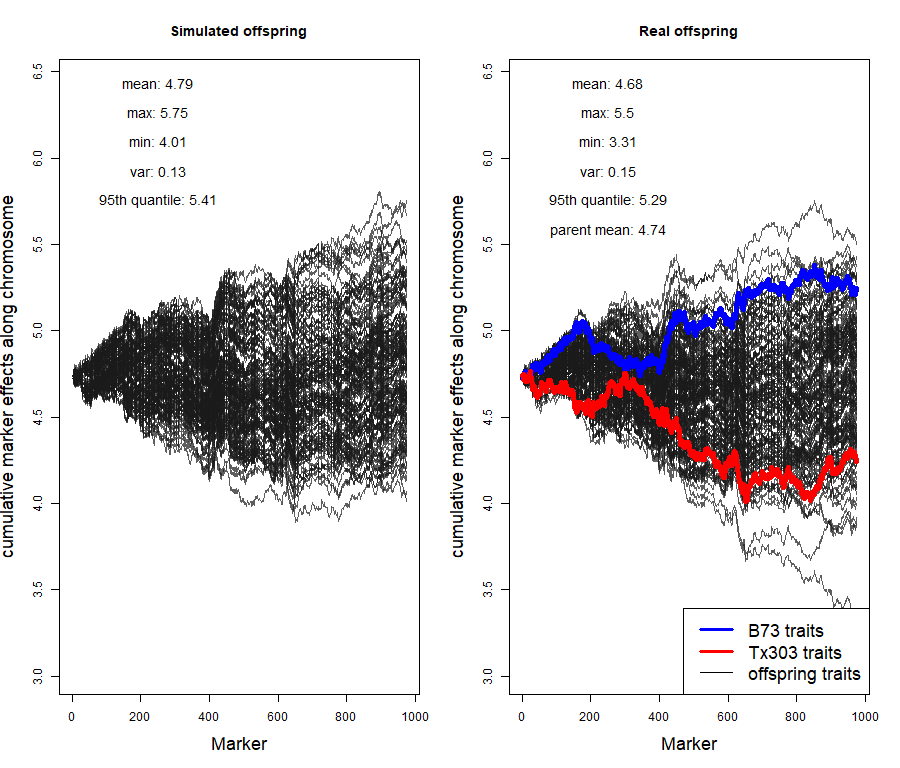 Simulated offspring
mean: 4.79
max: 5.75
min: 4.01
var: 0.13
95th quantile: 5.41
cumulative marker effects along chromosome
6.5
6.0
5.5
5.0
4.5
4.0
3.5
3.0
0 200 400 600 800 1000
Marker
Real offspring
mean: 4.68
max: 5.5
min: 3.31
var: 0.15
95th quantile: 5.29
parent mean: 4.74
cumulative marker effects along chromosome
6.5
6.0
5.5
5.0
4.5
4.0
3.5
3.0
B73 traits
Tx303 traits
offspring traits
0 200 400 600 800 1000
Marker